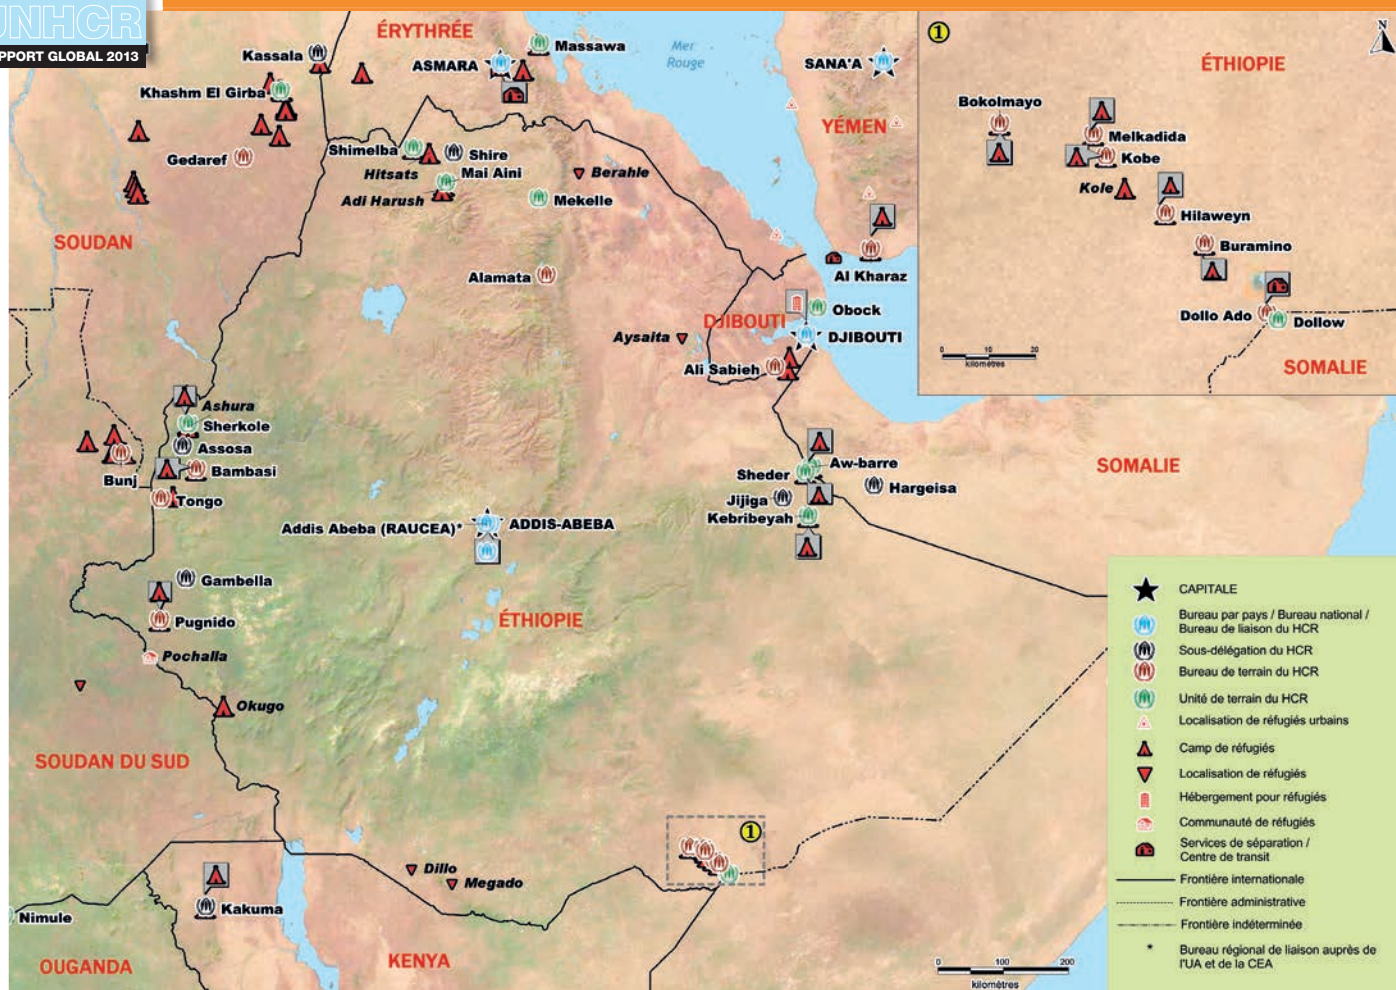 UNHCR
PPORT GLOBAL 2013
ÉRYTHRÉE
Massawa
Kassala
ASMARA
Mer
Rouge
SANA'A
Khashm El Girba
YÉMEN
Gedaref
Shimelba
Shire
Hitsats
Mai Aini
Berahle
Adi Harush
Mekelle
SOUDAN
Alamata
Al Kharaz
Obock
DJIBOUTI
DJIBOUTI
Aysaita
Ali Sabieh
Ashura
Sherkole
Assosa
Bambasi
Bunj
Tongo
Aw-barre
Sheder
Hargeisa
Jijiga
Kebribeyah
SOMALIE
Addis Abeba (RAUCEA)*
ADDIS-ABEBA
Gambella
Pugnido
ÉTHIOPIE
Pochalla
Okugo
SOUDAN DU SUD
1
Dillo
Megado
Kakuma
Nimule
OUGANDA
KENYA
0 100 200
kilomètres
1
N
ÉTHIOPIE
Bokolmayo
Melkadida
Kobe
Kole
Hilaweyn
Buramino
Dollo Ado
Dollow
0 10 20
kilomètres
SOMALIE
CAPITALE
Bureau par pays / Bureau national /
Bureau de liaison du HCR
Sous-délégation du HCR
Bureau de terrain du HCR
Unité de terrain du HCR
Localisation de réfugiés urbains
Camp de réfugiés
Localisation de réfugiés
Hébergement pour réfugiés
Communauté de réfugiés
Services de séparation /
Centre de transit
Frontière internationale
Frontière administrative
Frontière indéterminée
* Bureau régional de liaison auprès de
l'UA et de la CEA